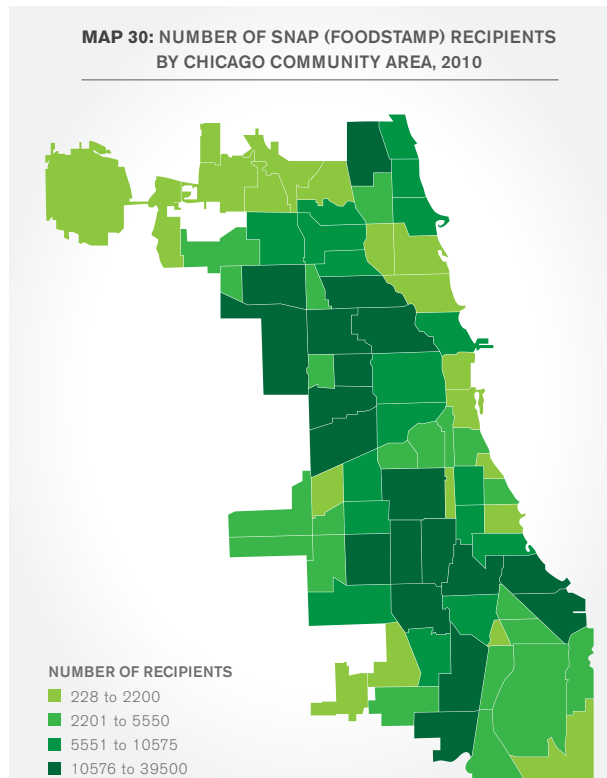 MAP 30: NUMBER OF SNAP (FOODSTAMP) RECIPIENTS
BY CHICAGO COMMUNITY AREA, 2010
NUMBER OF RECIPIENTS
228 to 2200
2201 to 5550
5551 to 10575
10576 to 39500